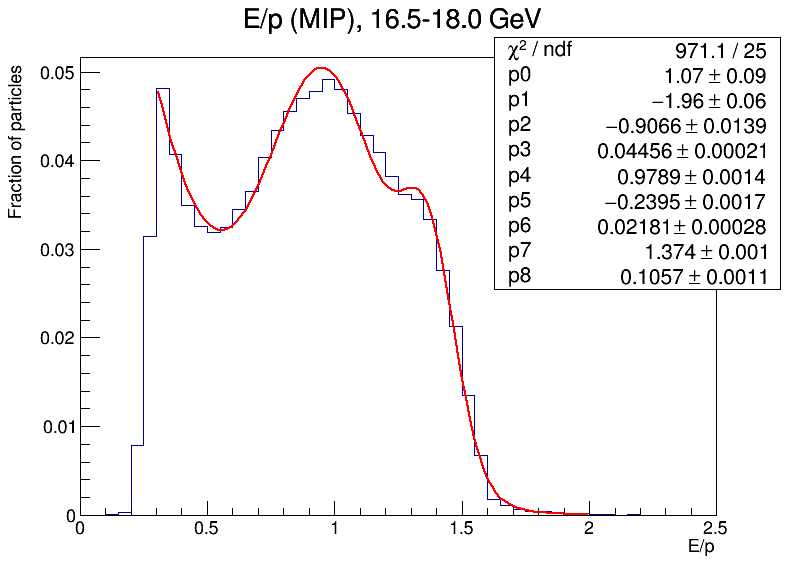 E/p (MIP), 16.5-18.0 GeV
χ² / ndf 971.1 / 25
p0 1.07 ± 0.09
p1 −1.96 ± 0.06
p2 −0.9066 ± 0.0139
p3 0.04456 ± 0.00021
p4 0.9789 ± 0.0014
p5 −0.2395 ± 0.0017
p6 0.02181 ± 0.00028
p7 1.374 ± 0.001
p8 0.1057 ± 0.0011
Fraction of particles
0.05
0.04
0.03
0.02
0.01
0
0 0.5 1 1.5 2 2.5
E/p